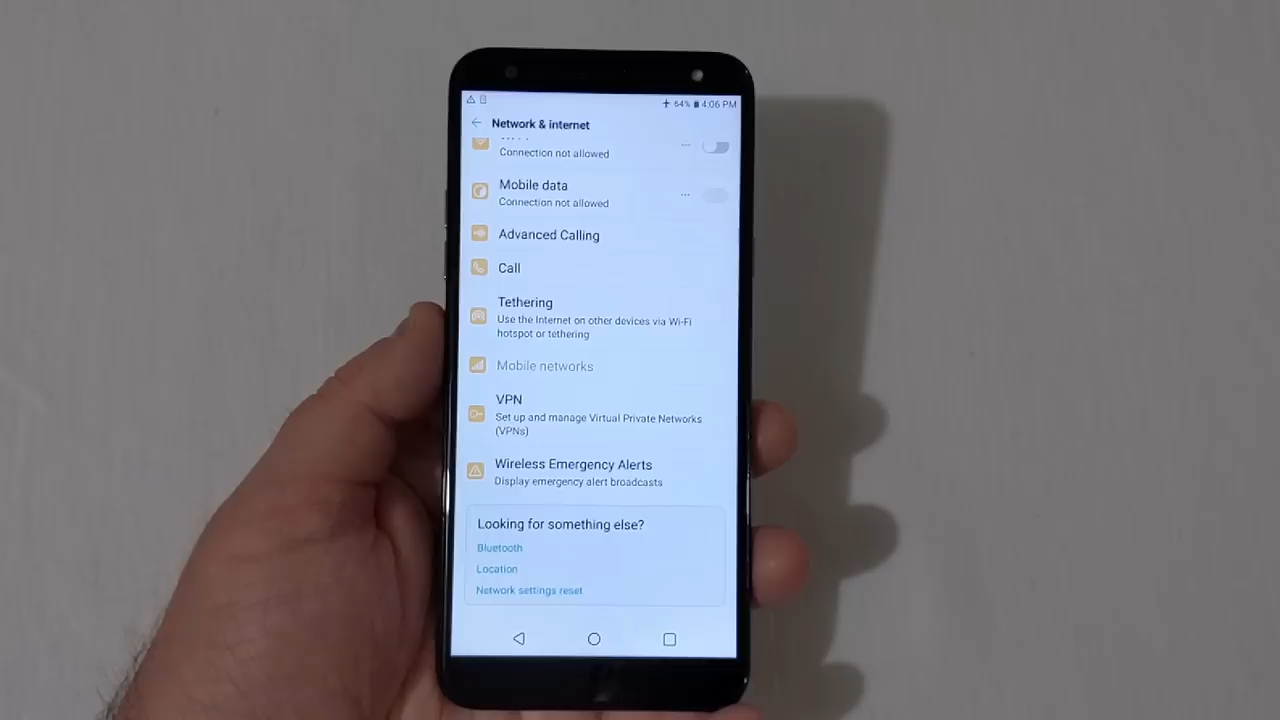 64% 4:06 PM
Network & internet
Connection not allowed
Mobile data
Connection not allowed
Advanced Calling
Call
Tethering
Use the Internet on other devices via Wi-Fi
hotspot or tethering
Mobile networks
VPN
Set up and manage Virtual Private Networks
(VPNs)
Wireless Emergency Alerts
Display emergency alert broadcasts
Looking for something else?
Bluetooth
Location
Network settings reset